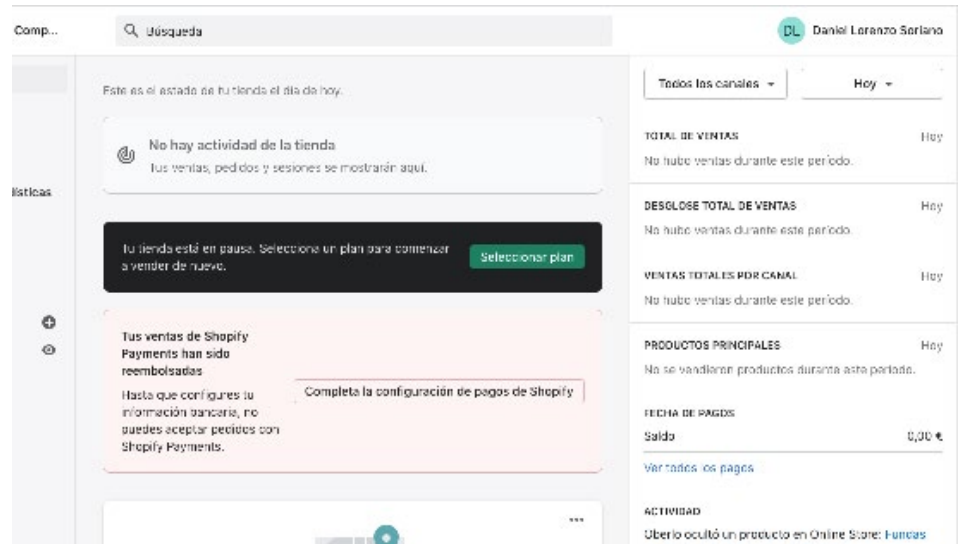 Comp...
Búsqueda
DL
Daniel Lorenzo Soriano
Este es el estado de tu tienda el día de hoy.
No hay actividad de la tienda
Tus ventas, pedidos y sesiones se mostrarán aquí.
ísticas
Tu tienda está en pausa. Selecciona un plan para comenzar
a vender de nuevo.
Seleccionar plan
Tus ventas de Shopify
Payments han sido
reembolsadas
Hasta que configures tu
información bancaria, no
puedes aceptar pedidos con
Shopify Payments.
Completa la configuración de pagos de Shopify
...
Todos los canales
Hoy
TOTAL DE VENTAS
Hoy
No hubo ventas durante este período.
DESGLOSE TOTAL DE VENTAS
Hoy
No hubo ventas durante este período.
VENTAS TOTALES POR CANAL
Hoy
No hubo ventas durante este período.
PRODUCTOS PRINCIPALES
Hoy
No se vendieron productos durante este período.
FECHA DE PAGOS
Saldo
0,00 €
Ver todos los pagos
ACTIVIDAD
Oberlo ocultó un producto en Online Store: Fundas